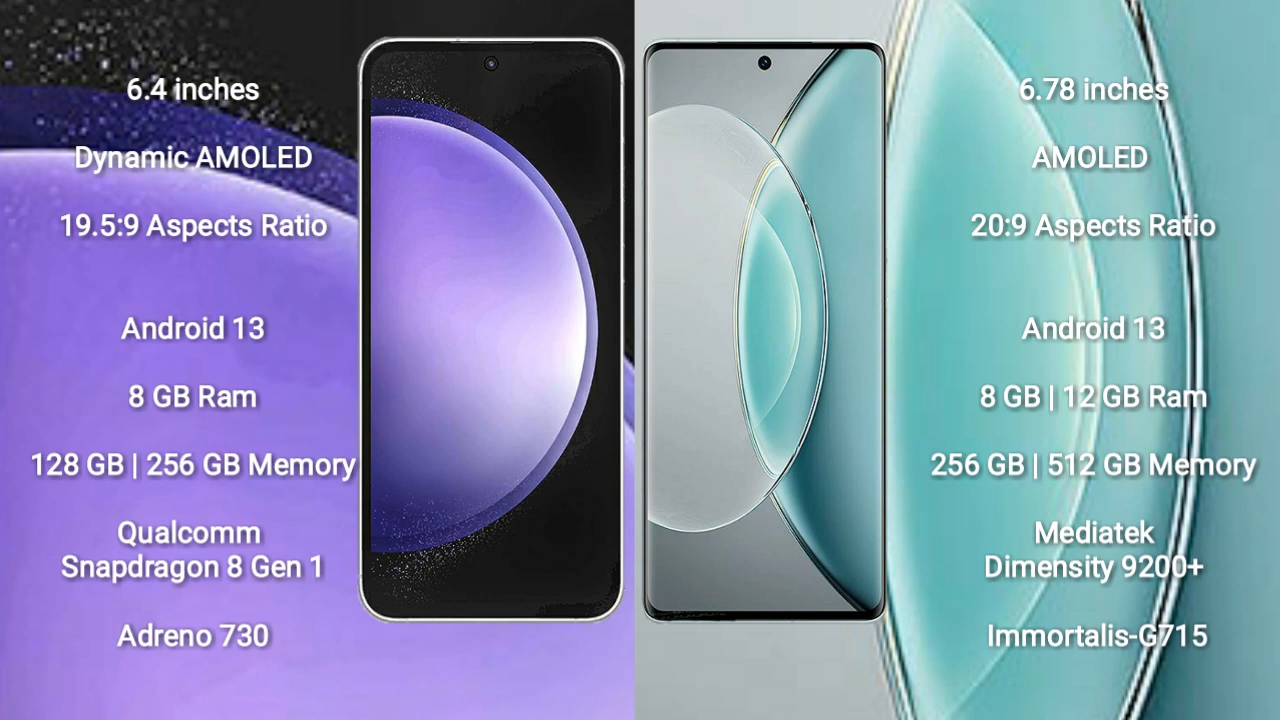 6.4 inches
Dynamic AMOLED
19.5:9 Aspects Ratio
Android 13
8 GB Ram
128 GB | 256 GB Memory
Qualcomm
Snapdragon 8 Gen 1
Adreno 730
6.78 inches
AMOLED
20:9 Aspects Ratio
Android 13
8 GB | 12 GB Ram
256 GB | 512 GB Memory
Mediatek
Dimensity 9200+
Immortalis-G715